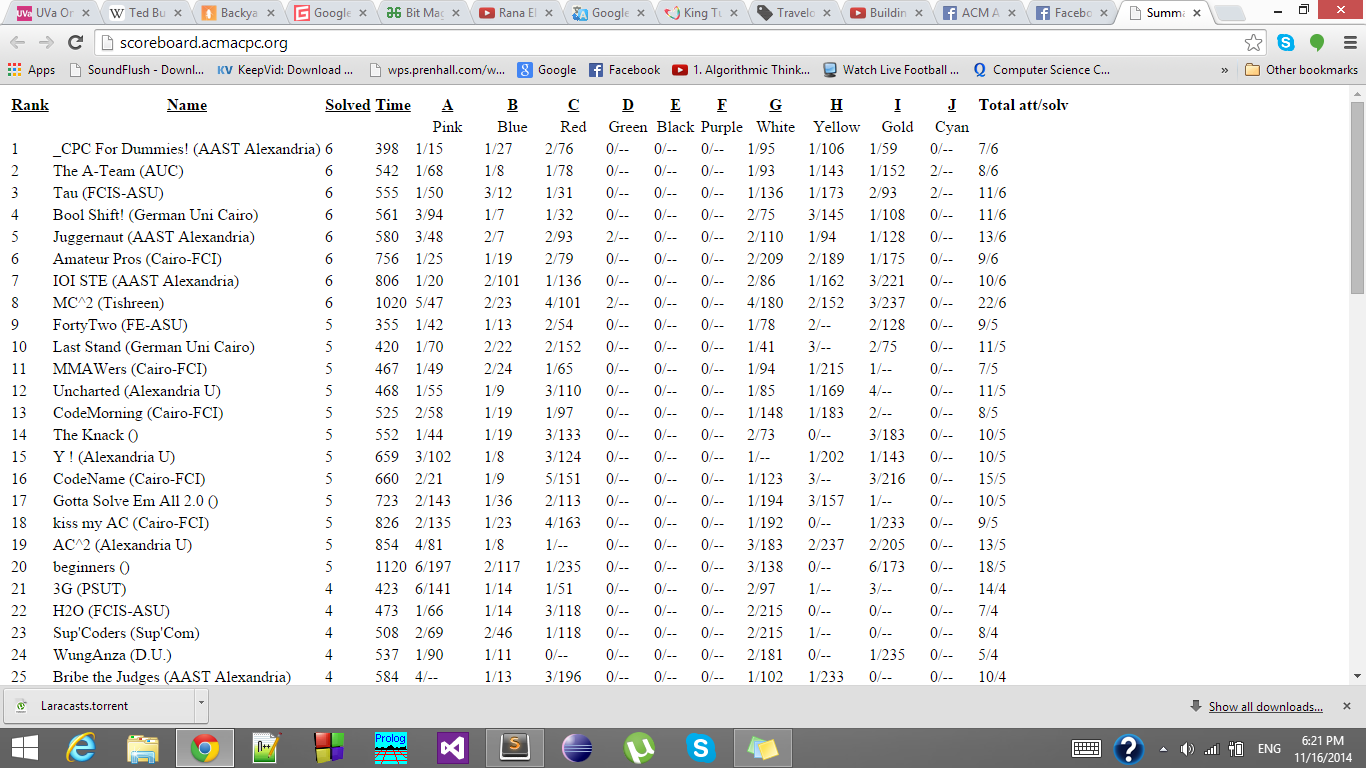 UVa On Ted Bu Backya Google Bit Mag Rana El Google King Tu Travelo Building ACM A Facebo Summa
scoreboard.acmacpc.org
Apps SoundFlush - Downl... KV KeepVid: Download ... wps.prenhall.com/w... Google Facebook 1. Algorithmic Think... Watch Live Football ... Computer Science C... » Other bookmarks
Rank Name Solved Time A B C D E F G H I J Total att/solv
Pink Blue Red Green Black Purple White Yellow Gold Cyan
1 _CPC For Dummies! (AAST Alexandria) 6 398 1/15 1/27 2/76 0/-- 0/-- 0/-- 1/95 1/106 1/59 0/-- 7/6
2 The A-Team (AUC) 6 542 1/68 1/8 1/78 0/-- 0/-- 0/-- 1/93 1/143 1/152 2/-- 8/6
3 Tau (FCIS-ASU) 6 555 1/50 3/12 1/31 0/-- 0/-- 0/-- 1/136 1/173 2/93 2/-- 11/6
4 Bool Shift! (German Uni Cairo) 6 561 3/94 1/7 1/32 0/-- 0/-- 0/-- 2/75 3/145 1/108 0/-- 11/6
5 Juggernaut (AAST Alexandria) 6 580 3/48 2/7 2/93 2/-- 0/-- 0/-- 2/110 1/94 1/128 0/-- 13/6
6 Amateur Pros (Cairo-FCI) 6 756 1/25 1/19 2/79 0/-- 0/-- 0/-- 2/209 2/189 1/175 0/-- 9/6
7 IOI STE (AAST Alexandria) 6 806 1/20 2/101 1/136 0/-- 0/-- 0/-- 2/86 1/162 3/221 0/-- 10/6
8 MC^2 (Tishreen) 6 1020 5/47 2/23 4/101 2/-- 0/-- 0/-- 4/180 2/152 3/237 0/-- 22/6
9 FortyTwo (FE-ASU) 5 355 1/42 1/13 2/54 0/-- 0/-- 0/-- 1/78 2/-- 2/128 0/-- 9/5
10 Last Stand (German Uni Cairo) 5 420 1/70 2/22 2/152 0/-- 0/-- 0/-- 1/41 3/-- 2/75 0/-- 11/5
11 MMAWers (Cairo-FCI) 5 467 1/49 2/24 1/65 0/-- 0/-- 0/-- 1/94 1/215 1/-- 0/-- 7/5
12 Uncharted (Alexandria U) 5 468 1/55 1/9 3/110 0/-- 0/-- 0/-- 1/85 1/169 4/-- 0/-- 11/5
13 CodeMorning (Cairo-FCI) 5 525 2/58 1/19 1/97 0/-- 0/-- 0/-- 1/148 1/183 2/-- 0/-- 8/5
14 The Knack () 5 552 1/44 1/19 3/133 0/-- 0/-- 0/-- 2/73 0/-- 3/183 0/-- 10/5
15 Y ! (Alexandria U) 5 659 3/102 1/8 3/124 0/-- 0/-- 0/-- 1/-- 1/202 1/143 0/-- 10/5
16 CodeName (Cairo-FCI) 5 660 2/21 1/9 5/151 0/-- 0/-- 0/-- 1/123 3/-- 3/216 0/-- 15/5
17 Gotta Solve Em All 2.0 () 5 723 2/143 1/36 2/113 0/-- 0/-- 0/-- 1/194 3/157 1/-- 0/-- 10/5
18 kiss my AC (Cairo-FCI) 5 826 2/135 1/23 4/163 0/-- 0/-- 0/-- 1/192 0/-- 1/233 0/-- 9/5
19 AC^2 (Alexandria U) 5 854 4/81 1/8 1/-- 0/-- 0/-- 0/-- 3/183 2/237 2/205 0/-- 13/5
20 beginners () 5 1120 6/197 2/117 1/235 0/-- 0/-- 0/-- 3/138 0/-- 6/173 0/-- 18/5
21 3G (PSUT) 4 423 6/141 1/14 1/51 0/-- 0/-- 0/-- 2/97 1/-- 3/-- 0/-- 14/4
22 H2O (FCIS-ASU) 4 473 1/66 1/14 3/118 0/-- 0/-- 0/-- 2/215 0/-- 0/-- 0/-- 7/4
23 Sup'Coders (Sup'Com) 4 508 2/69 2/46 1/118 0/-- 0/-- 0/-- 2/215 1/-- 0/-- 0/-- 8/4
24 WungAnza (D.U.) 4 537 1/90 1/11 0/-- 0/-- 0/-- 0/-- 2/181 0/-- 1/235 0/-- 5/4
25 Bribe the Judges (AAST Alexandria) 4 584 4/-- 1/13 3/196 0/-- 0/-- 0/-- 1/102 1/233 0/-- 0/-- 10/4
Laracasts.torrent Show all downloads...
Prolog
ENG 6:21 PM
11/16/2014